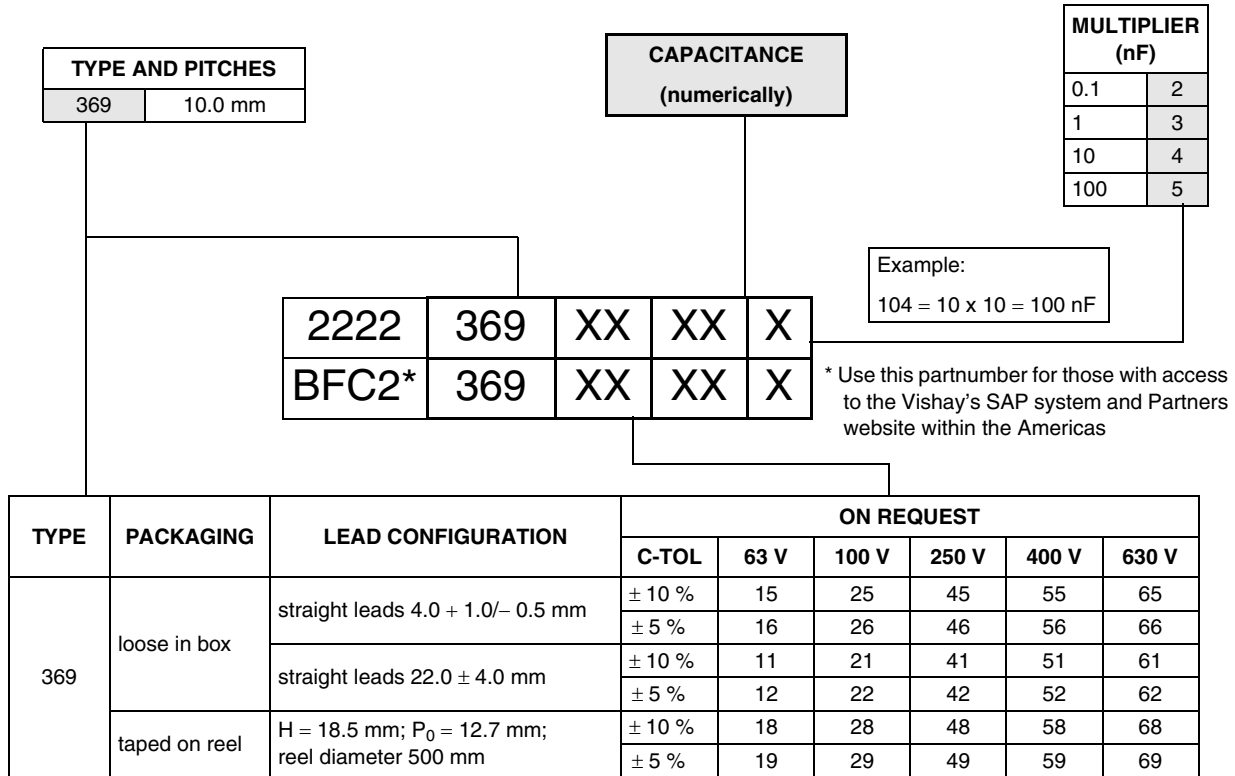 TYPE AND PITCHES
369 10.0 mm
CAPACITANCE
(numerically)
MULTIPLIER
(nF)
0.1 2
1 3
10 4
100 5
Example:
104 = 10 x 10 = 100 nF
2222 369 XX XX X
BFC2* 369 XX XX X
* Use this partnumber for those with access
to the Vishay's SAP system and Partners
website within the Americas
TYPE PACKAGING LEAD CONFIGURATION ON REQUEST
C-TOL 63 V 100 V 250 V 400 V 630 V
369 loose in box straight leads 4.0 + 1.0/− 0.5 mm ± 10 % 15 25 45 55 65
± 5 % 16 26 46 56 66
straight leads 22.0 ± 4.0 mm ± 10 % 11 21 41 51 61
± 5 % 12 22 42 52 62
taped on reel H = 18.5 mm; P0 = 12.7 mm; ± 10 % 18 28 48 58 68
reel diameter 500 mm ± 5 % 19 29 49 59 69